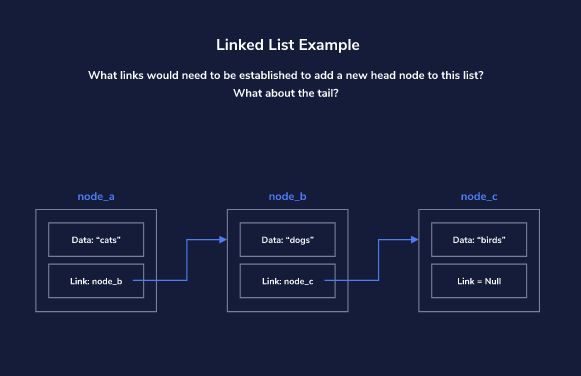 Linked List Example
What links would need to be established to add a new head node to this list?
What about the tail?
node_a
node_b
node_c
Data: “cats”
Data: “dogs”
Data: “birds”
Link: node_b
Link: node_c
Link = Null